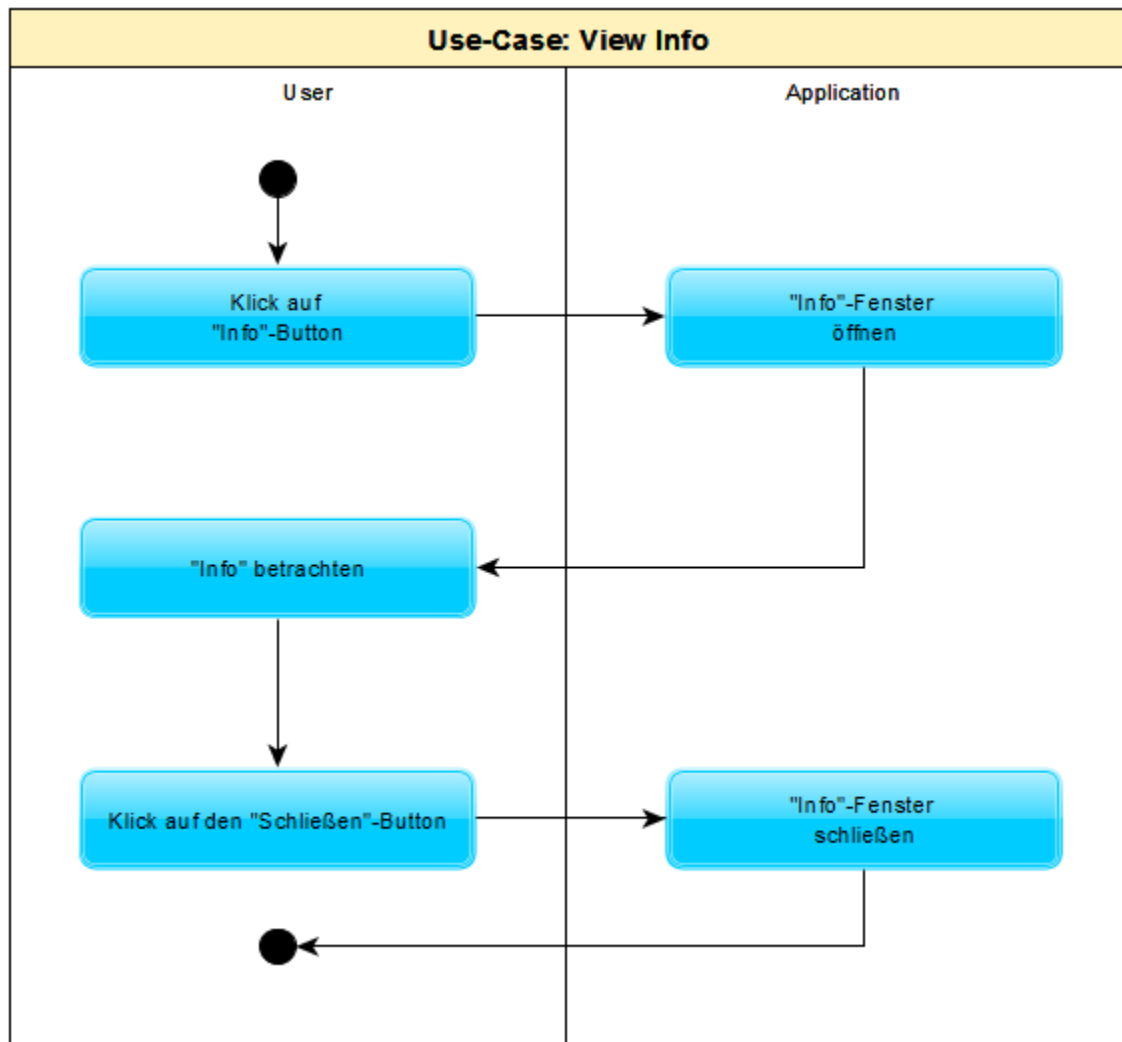 Use-Case: View Info
User
Application
Klick auf
"Info"-Button
"Info"-Fenster
öffnen
"Info" betrachten
Klick auf den "Schließen"-Button
"Info"-Fenster
schließen